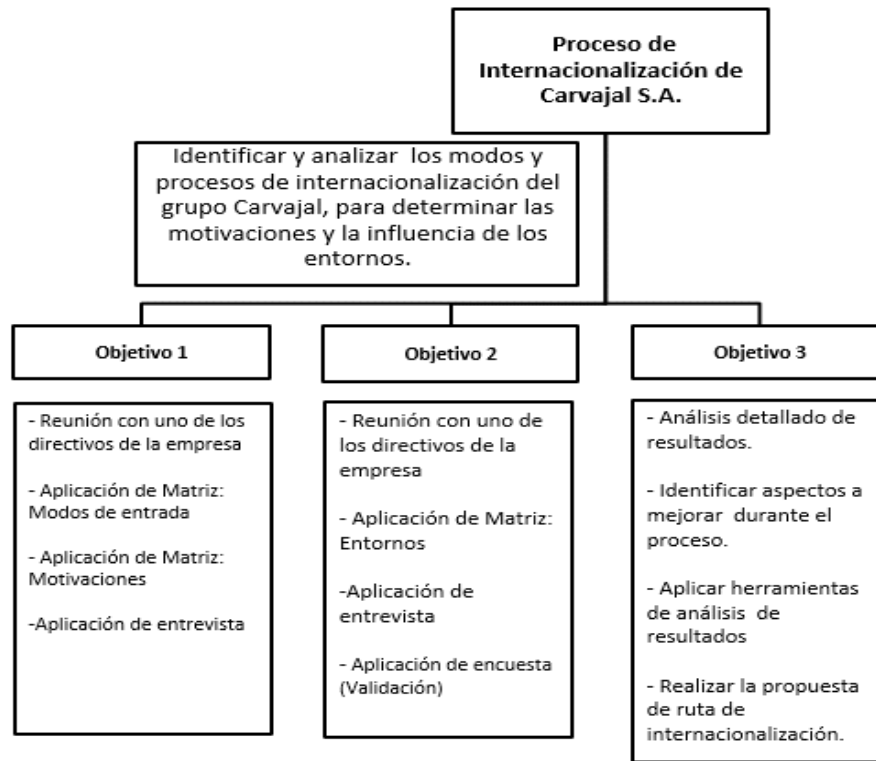 Proceso de
Internacionalización de
Carvajal S.A.
Identificar y analizar los modos y
procesos de internacionalización del
grupo Carvajal, para determinar las
motivaciones y la influencia de los
entornos.
Objetivo 1
- Reunión con uno de los
directivos de la empresa
- Aplicación de Matriz:
Modos de entrada
- Aplicación de Matriz:
Motivaciones
-Aplicación de entrevista
Objetivo 2
- Reunión con uno de
los directivos de la
empresa
- Aplicación de Matriz:
Entornos
-Aplicación de
entrevista
- Aplicación de encuesta
(Validación)
Objetivo 3
- Análisis detallado de
resultados.
- Identificar aspectos a
mejorar durante el
proceso.
- Aplicar herramientas
de análisis de
resultados
- Realizar la propuesta
de ruta de
internacionalización.